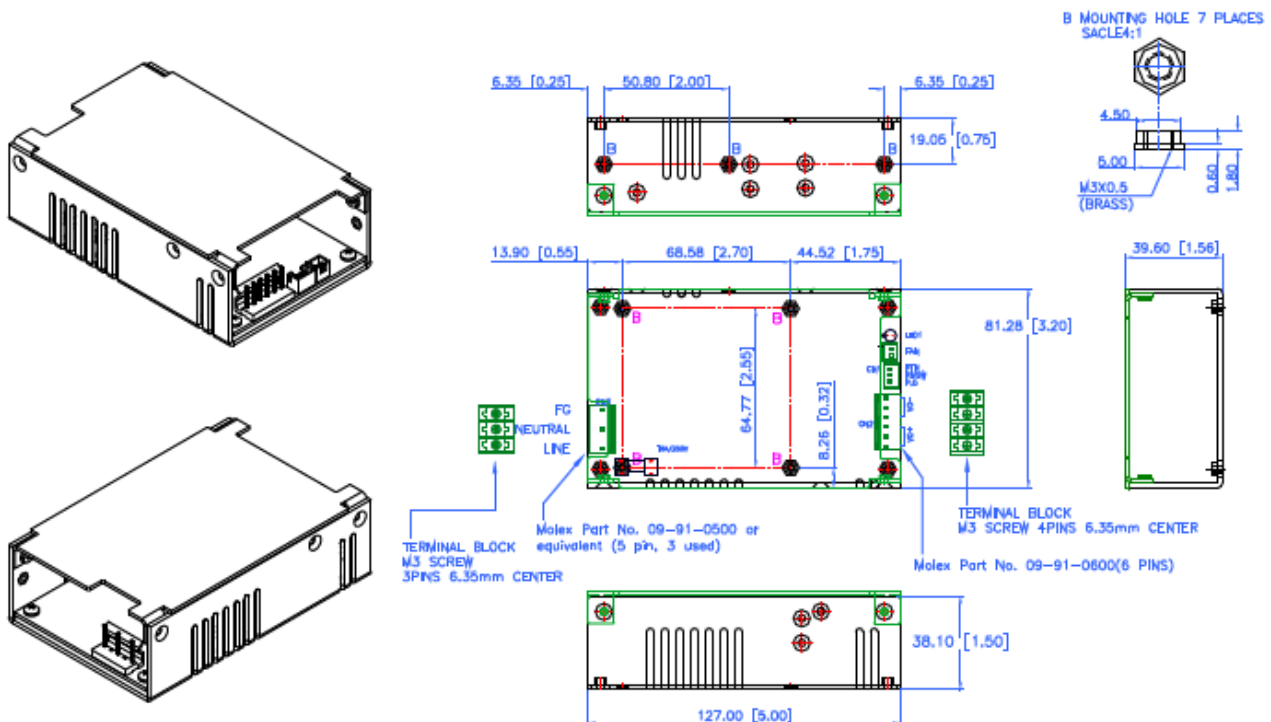 B MOUNTING HOLE 7 PLACES
SACLE4:1
6.35 [0.25]
50.80 [2.00]
6.35 [0.25]
19.05 [0.75]
B
B
B
4.50
5.00
0.60
1.80
M3X0.5
(BRASS)
13.90 [0.55]
68.58 [2.70]
44.52 [1.75]
39.60 [1.56]
B
B
81.28 [3.20]
64.77 [2.55]
8.26 [0.32]
FG
NEUTRAL
LINE
B
B
TERMINAL BLOCK
M3 SCREW
3PINS 6.35mm CENTER
Molex Part No. 09-91-0500 or
equivalent (5 pin, 3 used)
TERMINAL BLOCK
M3 SCREW 4PINS 6.35mm CENTER
Molex Part No. 09-91-0600(6 PINS)
38.10 [1.50]
127.00 [5.00]